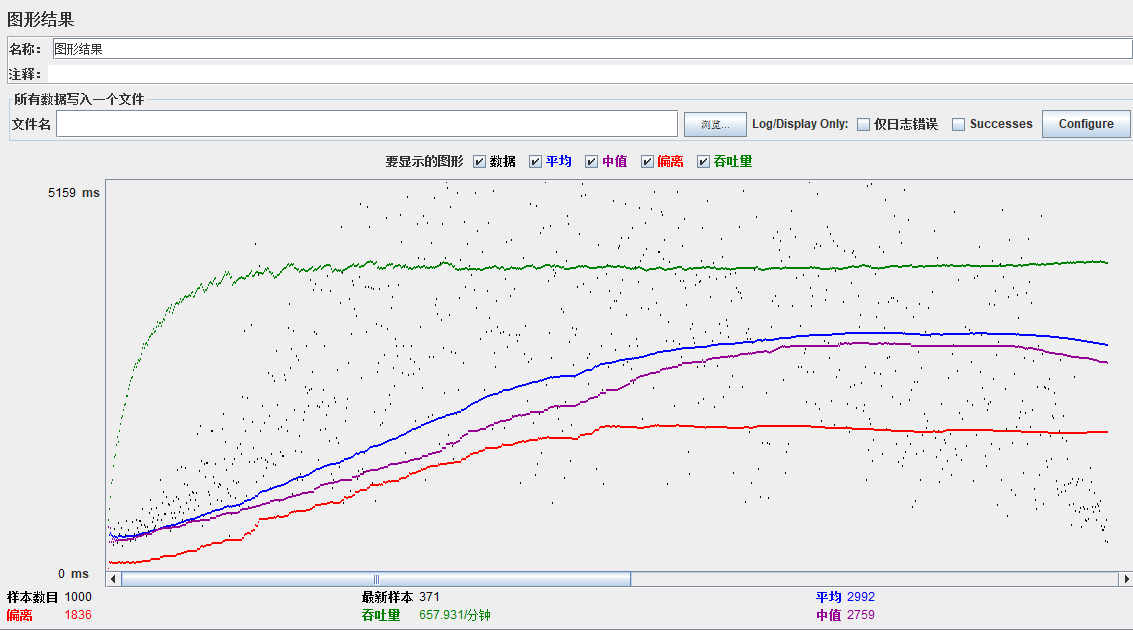 图形结果
名称： 图形结果
注释：
所有数据写入一个文件
文件名 浏览... Log/Display Only: 仅日志错误 Successes Configure
要显示的图形 数据 平均 中值 偏离 吞吐量
5159 ms
0 ms
样本数目 1000 最新样本 371 平均 2992
偏离 1836 吞吐量 657.931/分钟 中值 2759